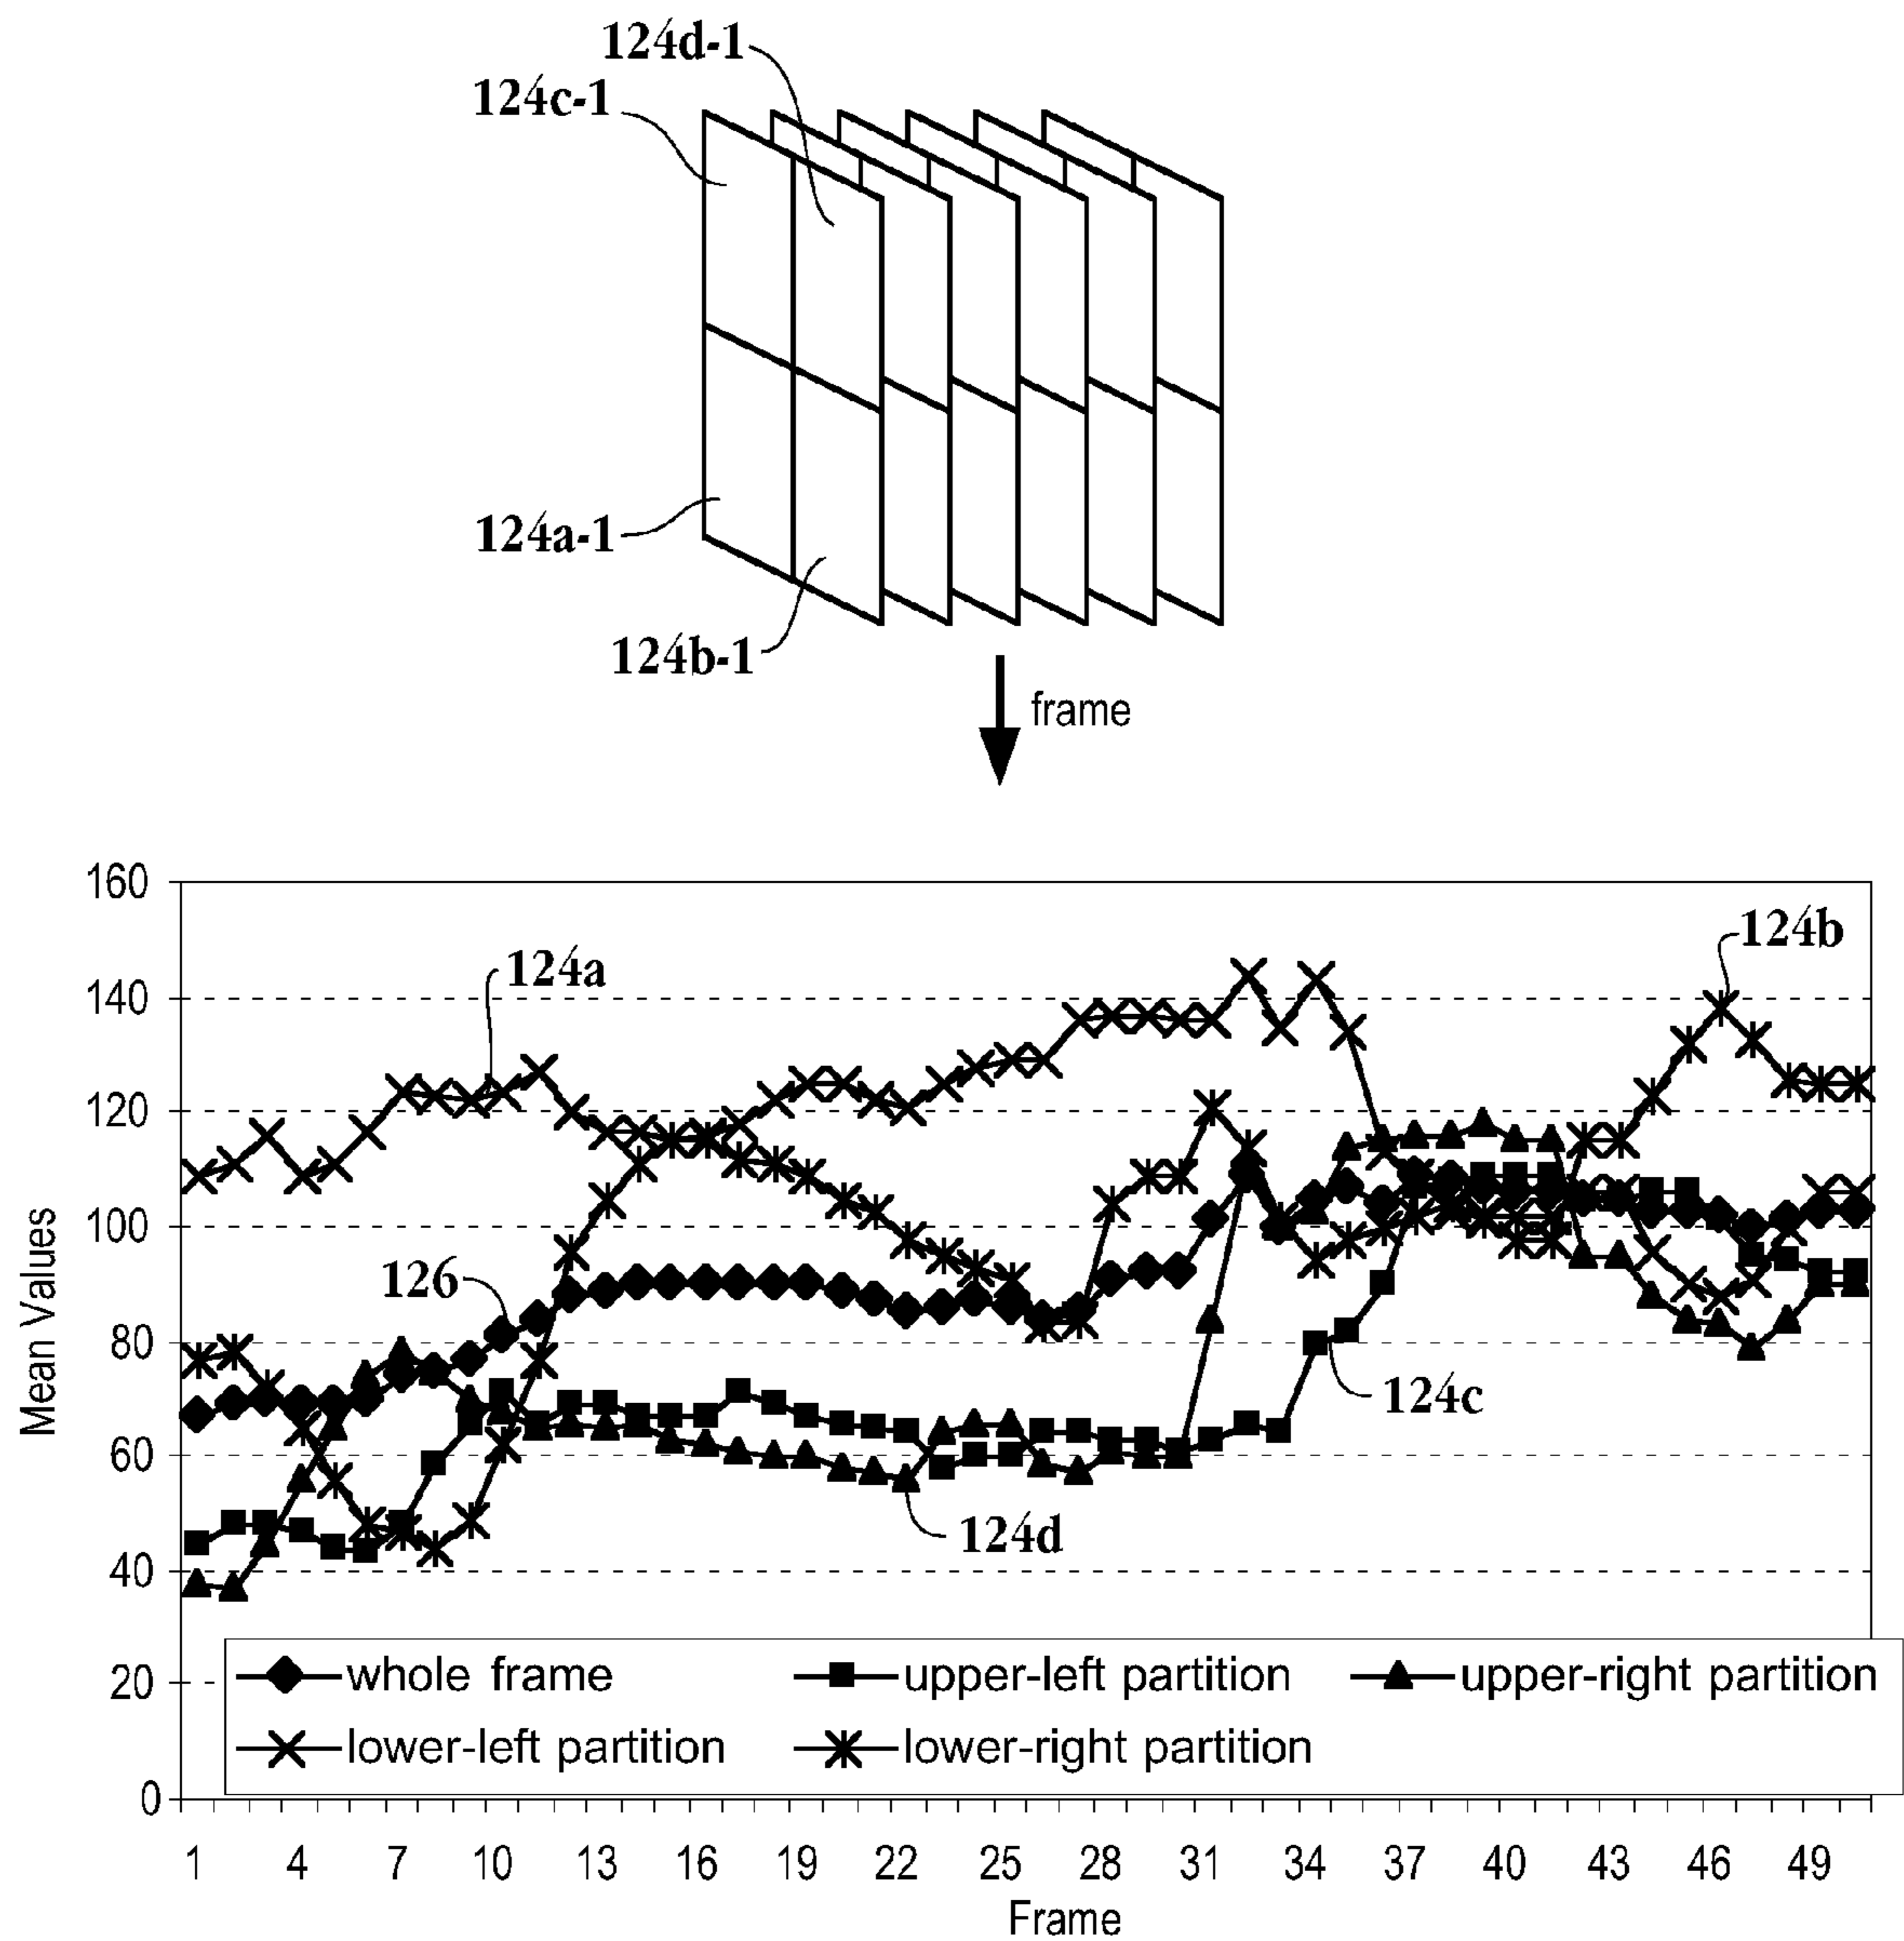 124d-1
124c-1
124a-1
124b-1
frame
160
140
120
100
80
60
40
20
0
Mean Values
124a
124b
126
124c
124d
whole frame
upper-left partition
upper-right partition
lower-left partition
lower-right partition
1 4 7 10 13 16 19 22 25 28 31 34 37 40 43 46 49
Frame